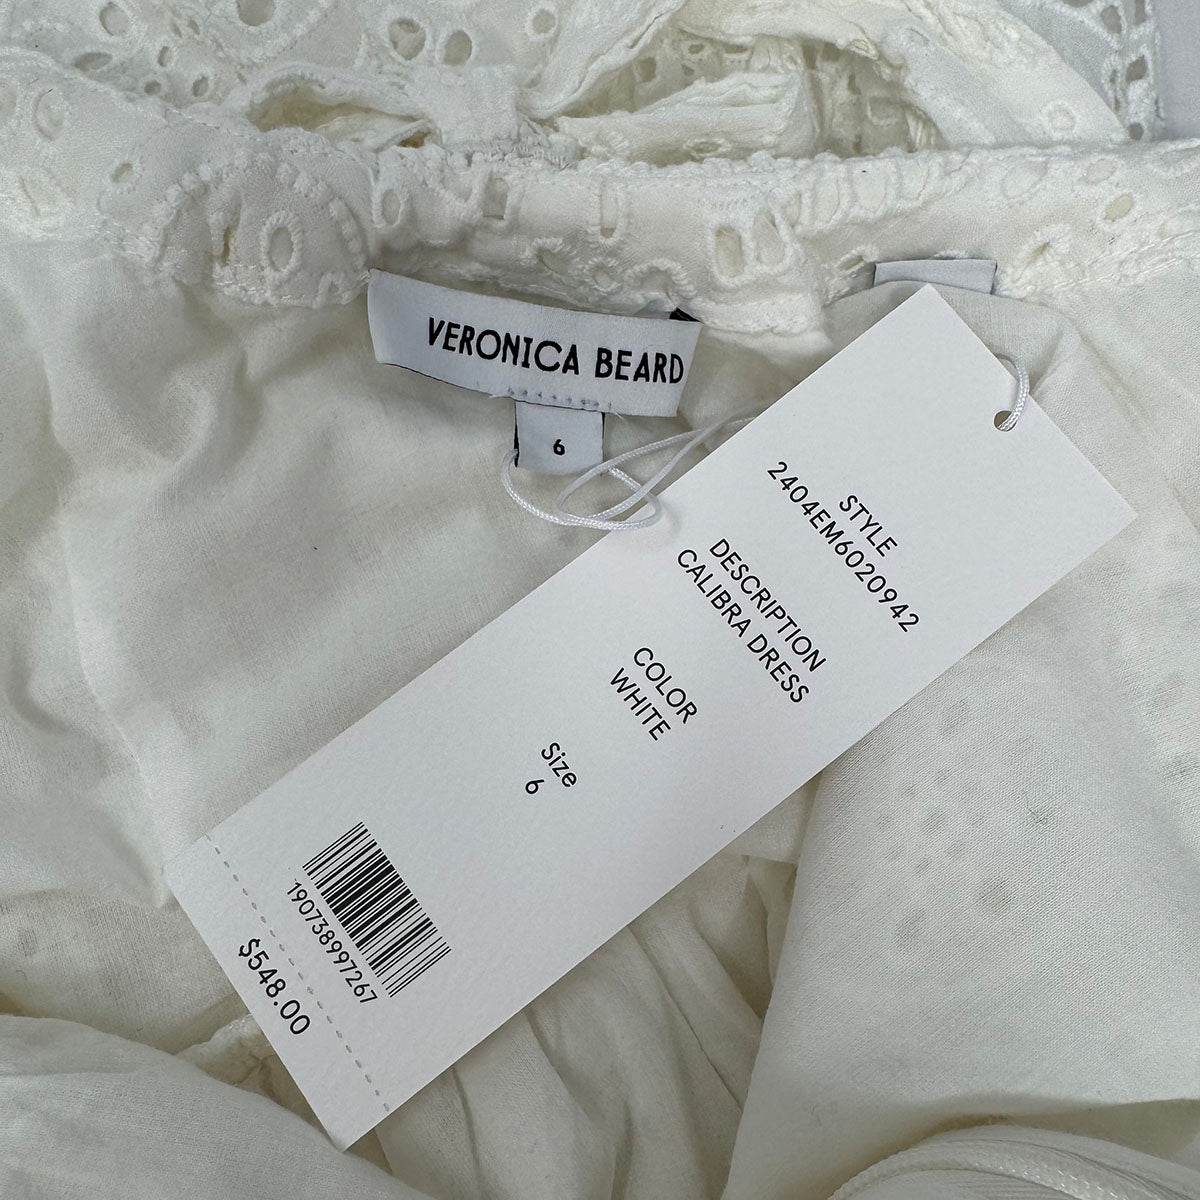 VERONICA BEARD
6
STYLE
2404EM6020942
DESCRIPTION
CALIBRA DRESS
COLOR
WHITE
Size
6
190738997267
$548.00